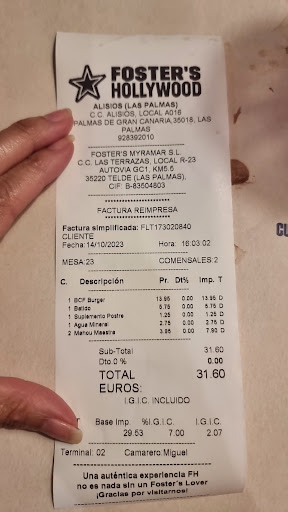 FOSTER'S
HOLLYWOOD
ALISIOS (LAS PALMAS)
C.C. ALISIOS, LOCAL A016
PALMAS DE GRAN CANARIA,35018, LAS
PALMAS
928392010
FOSTER'S MYRAMAR S.L.
C.C. LAS TERRAZAS, LOCAL R-23
AUTOVIA GC1, KM5.5
35220 TELDE (LAS PALMAS),
CIF: B-83504803
FACTURA REIMPRESA
Factura simplificada: FLT173020840
CLIENTE
Fecha:14/10/2023 Hora: 16:03:02
MESA:23 COMENSALES:2
C. Descripción Pr. Dt% Imp. T
1 BCF Burger 13.95 0.00 13.95 D
1 5.75 0.00 5.75 D
1 Suplemento Postre 1.25 0.00 1.25 D
1 Agua Mineral 2.75 0.00 2.75 D
2 Mahou Maestra 3.95 0.00 7.90 D
Sub-Total 31.60
Dto.0 % 0.00
TOTAL 31.60
EUROS:
I.G.I.C. INCLUIDO
T Base Imp %I.G.I.C. I.G.I.C.
29.53 7.00 2.07
Terminal: 02 Camarero:Miguel
Una auténtica experiencia FH
no es nada sin un Foster's Lover
¡Gracias por visitarnos!